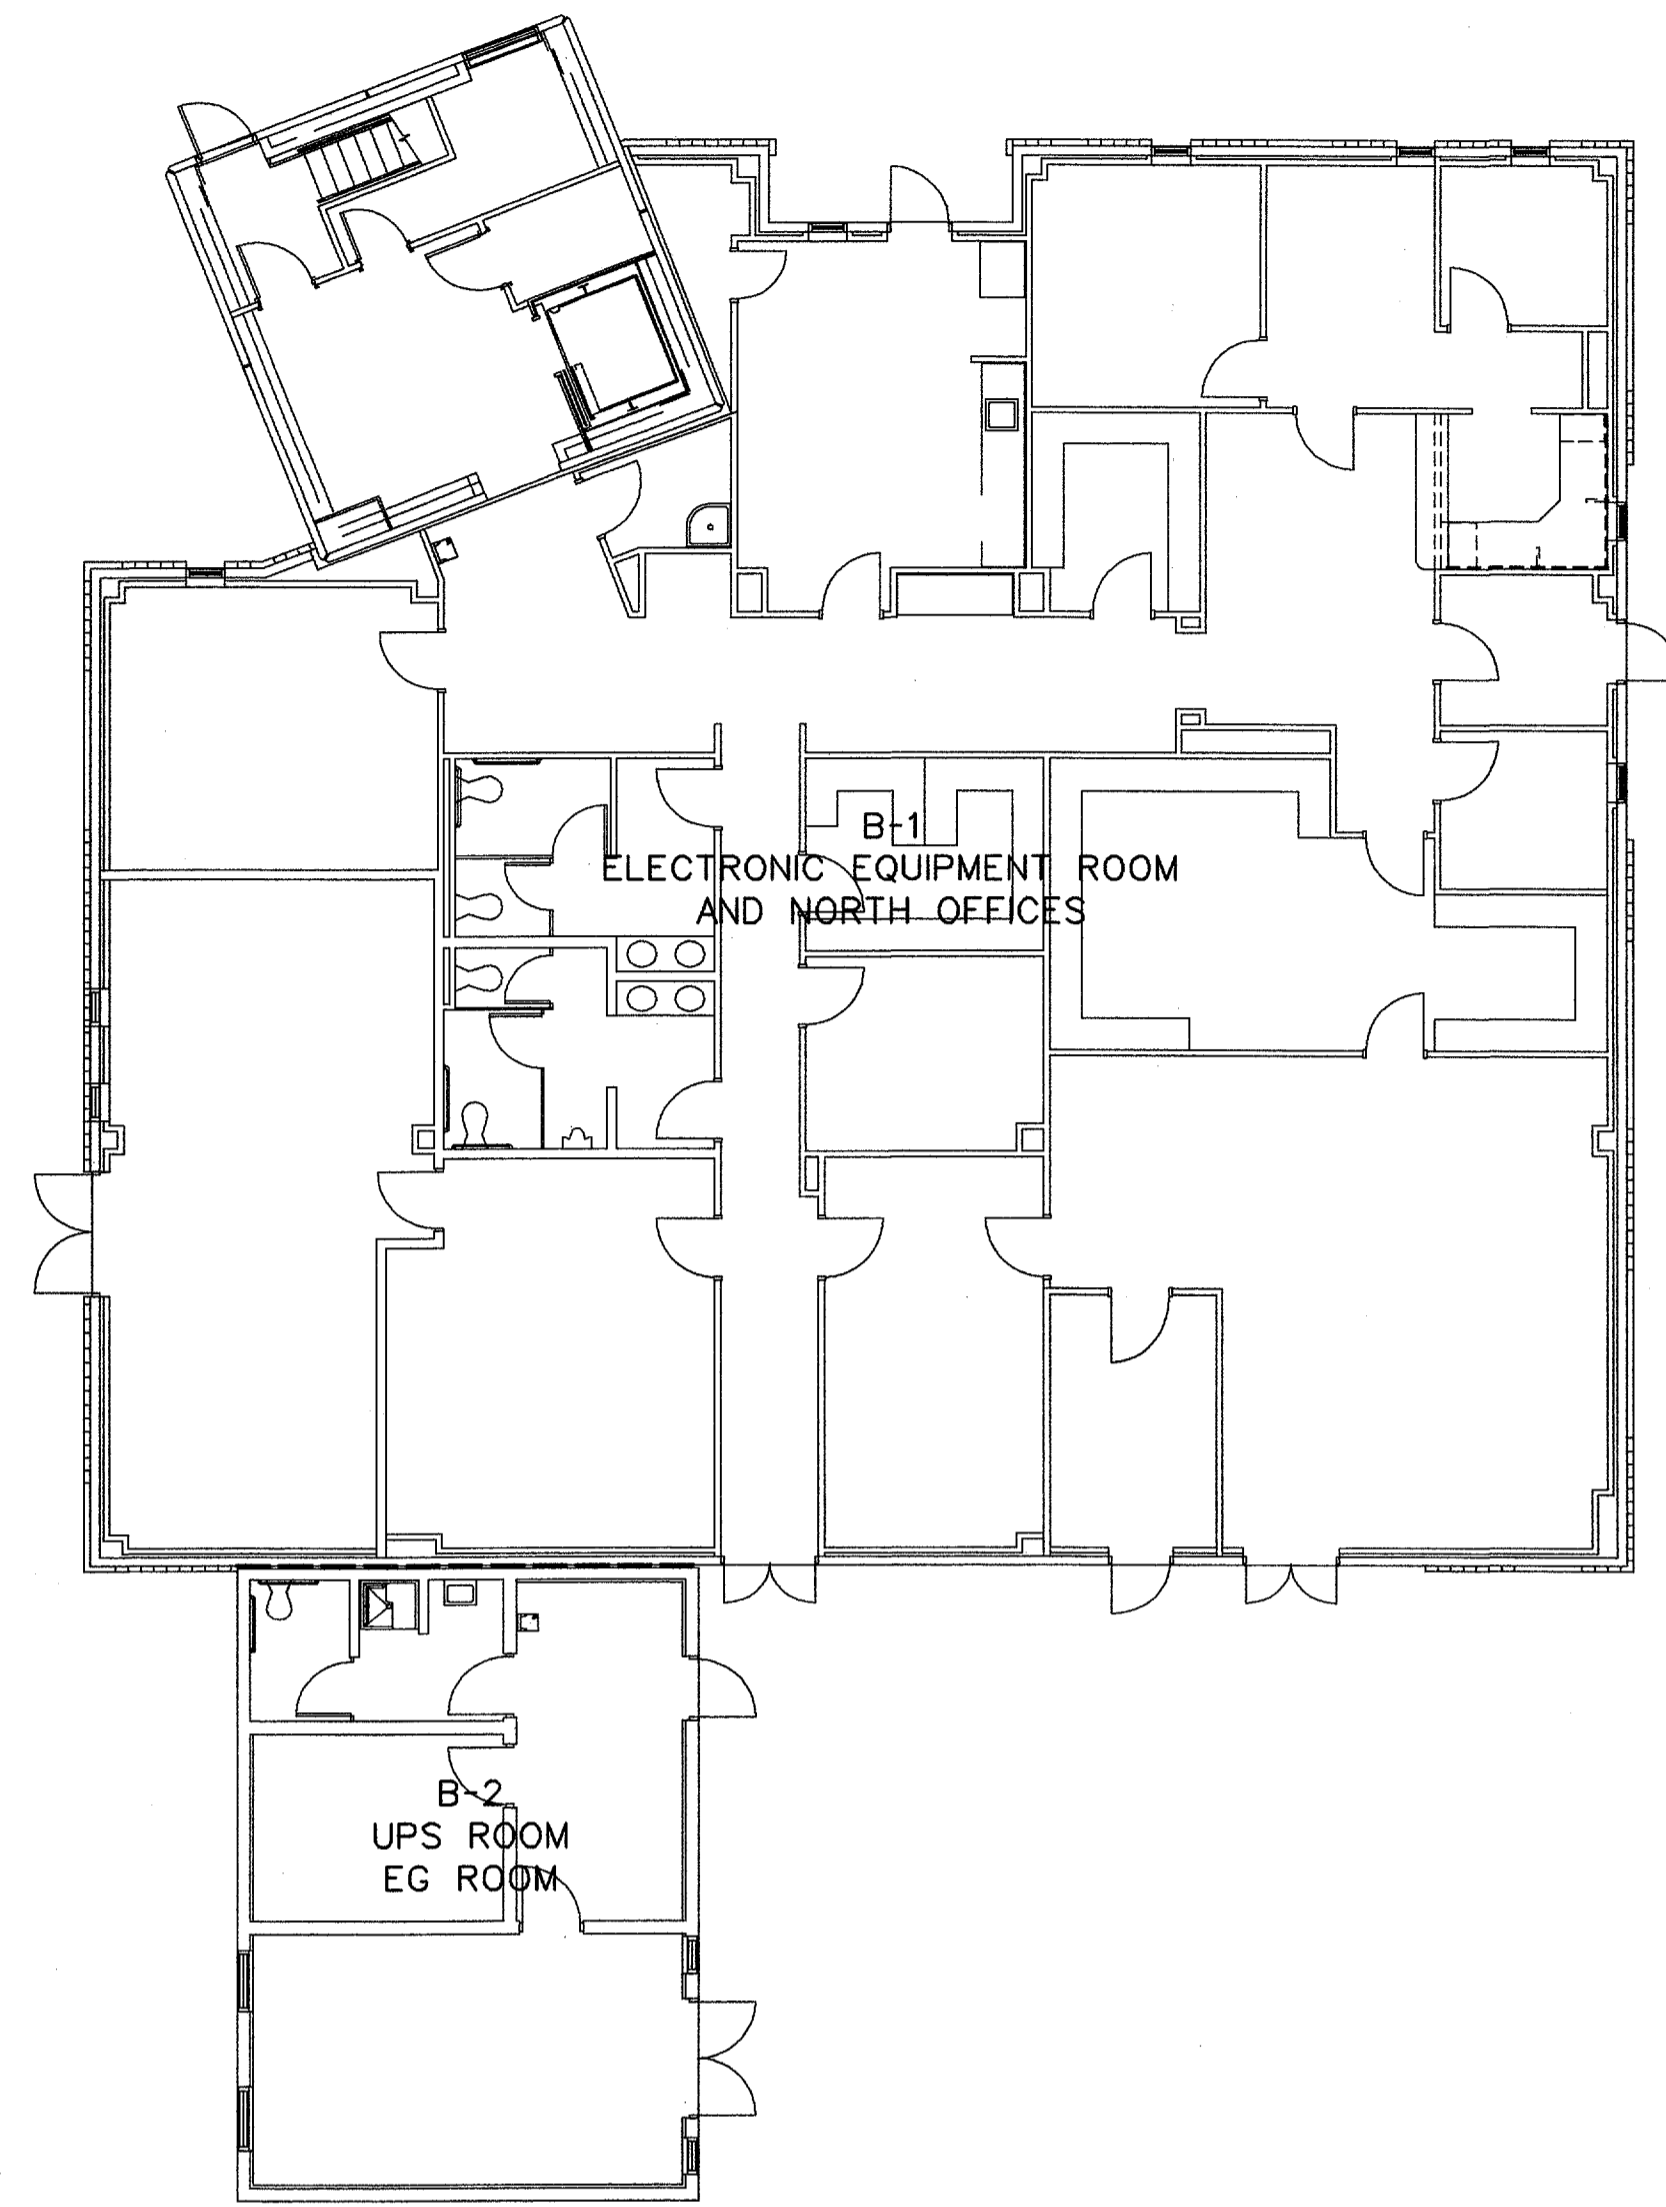 B-1
ELECTRONIC EQUIPMENT ROOM
AND NORTH OFFICES
B-2
UPS ROOM
EG ROOM